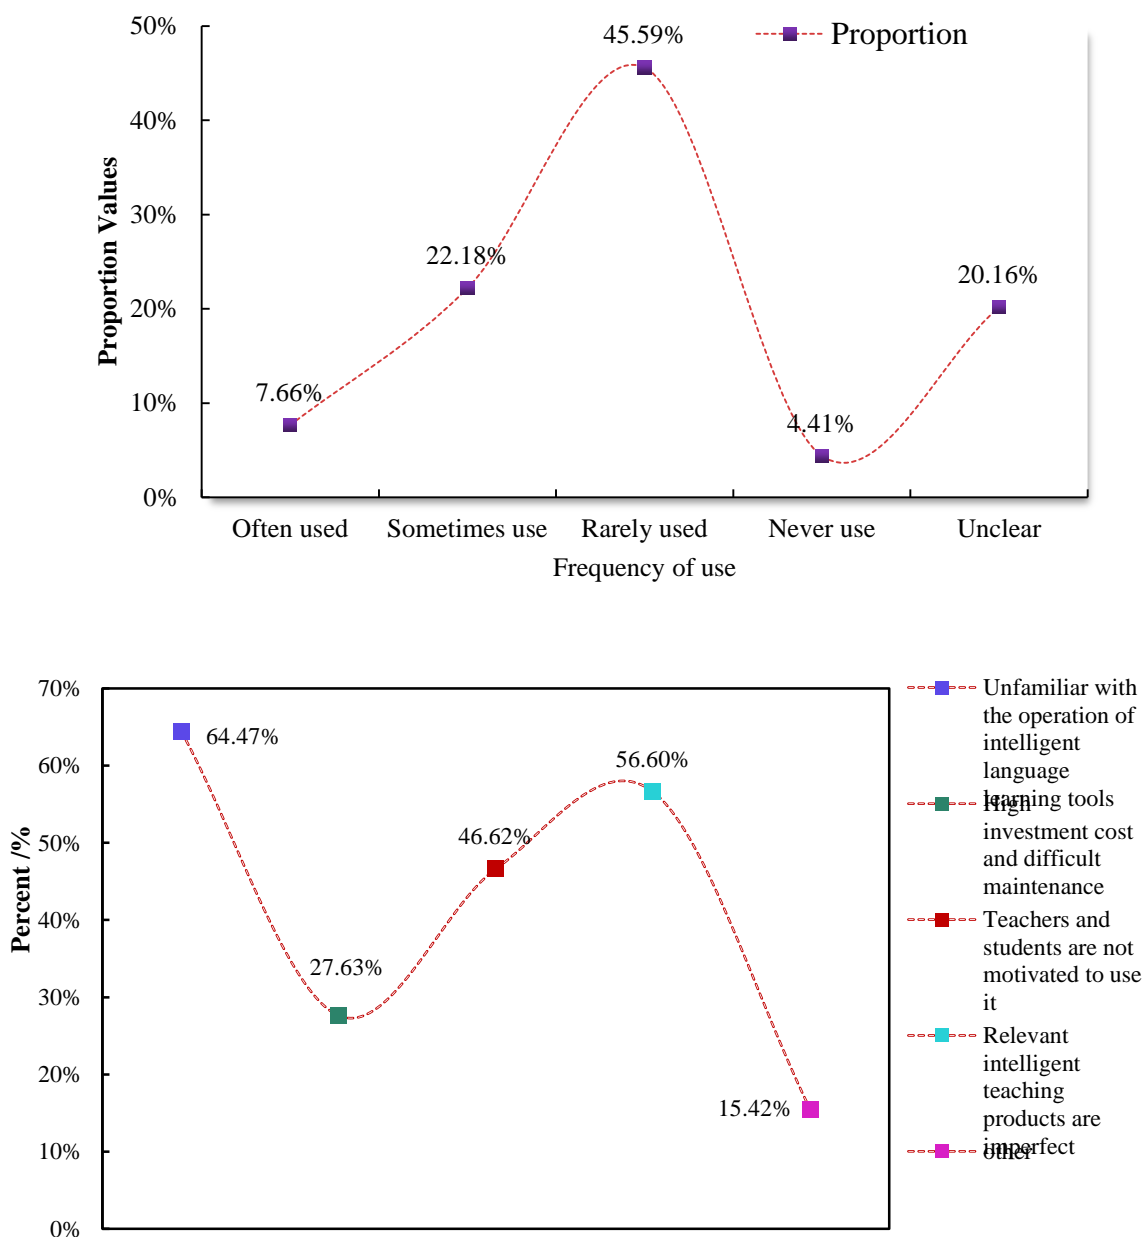 50%
45.59%
Proportion
40%
30%
22.18%
20.16%
20%
7.66%
10%
4.41%
0%
Proportion Values
Often used
Sometimes use
Rarely used
Never use
Unclear
Frequency of use
70%
64.47%
60%
56.60%
50%
46.62%
40%
30%
27.63%
20%
15.42%
10%
0%
Percent /%
Unfamiliar with
the operation of
intelligent
language
learning tools
High
investment cost
and difficult
maintenance
Teachers and
students are not
motivated to use
it
Relevant
intelligent
teaching
products are
imperfect
other